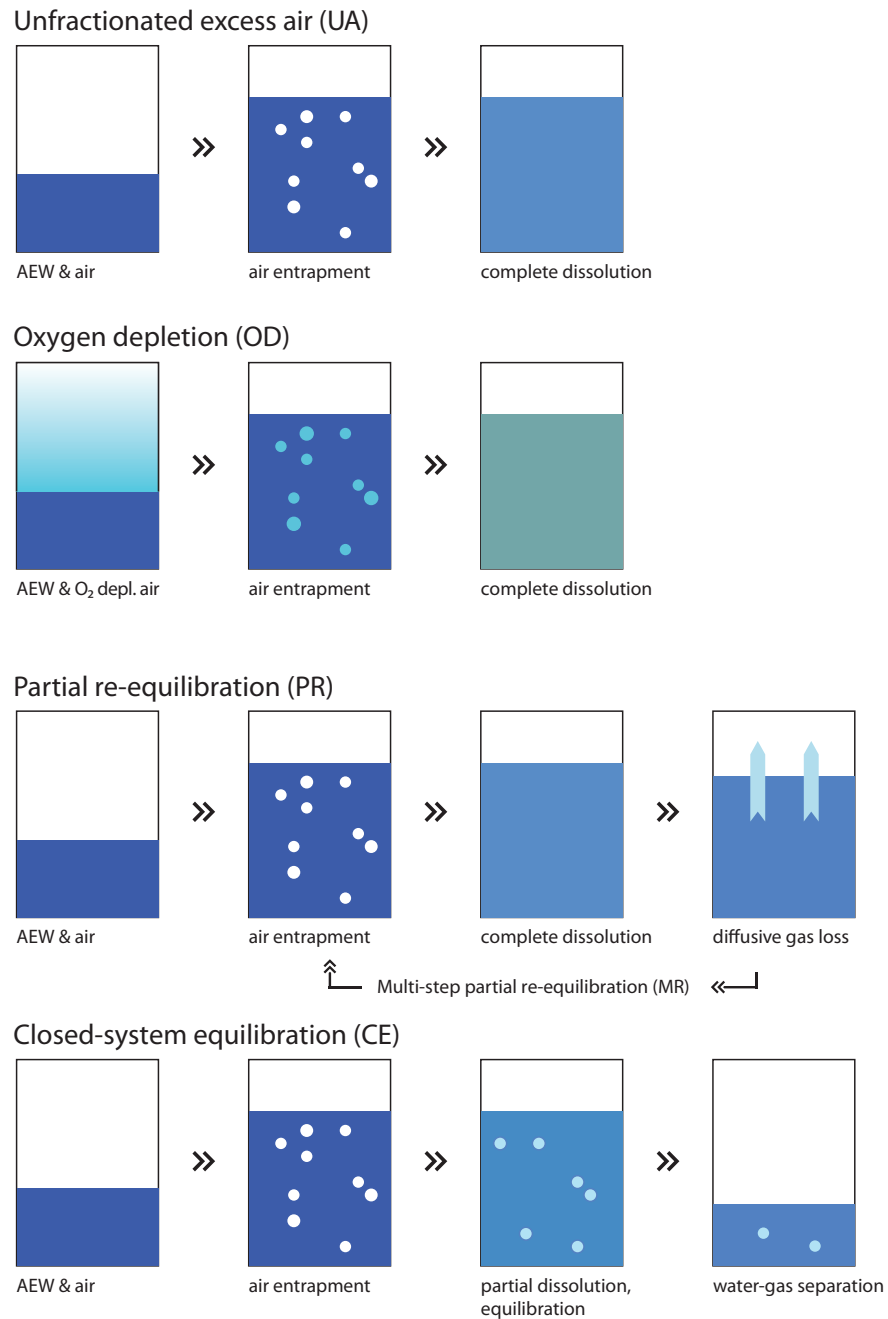 Unfractionated excess air (UA)
AEW & air
air entrapment
complete dissolution
Oxygen depletion (OD)
AEW & O₂ depl. air
air entrapment
complete dissolution
Partial re-equilibration (PR)
AEW & air
air entrapment
complete dissolution
diffusive gas loss
Multi-step partial re-equilibration (MR)
Closed-system equilibration (CE)
AEW & air
air entrapment
partial dissolution,
equilibration
water-gas separation